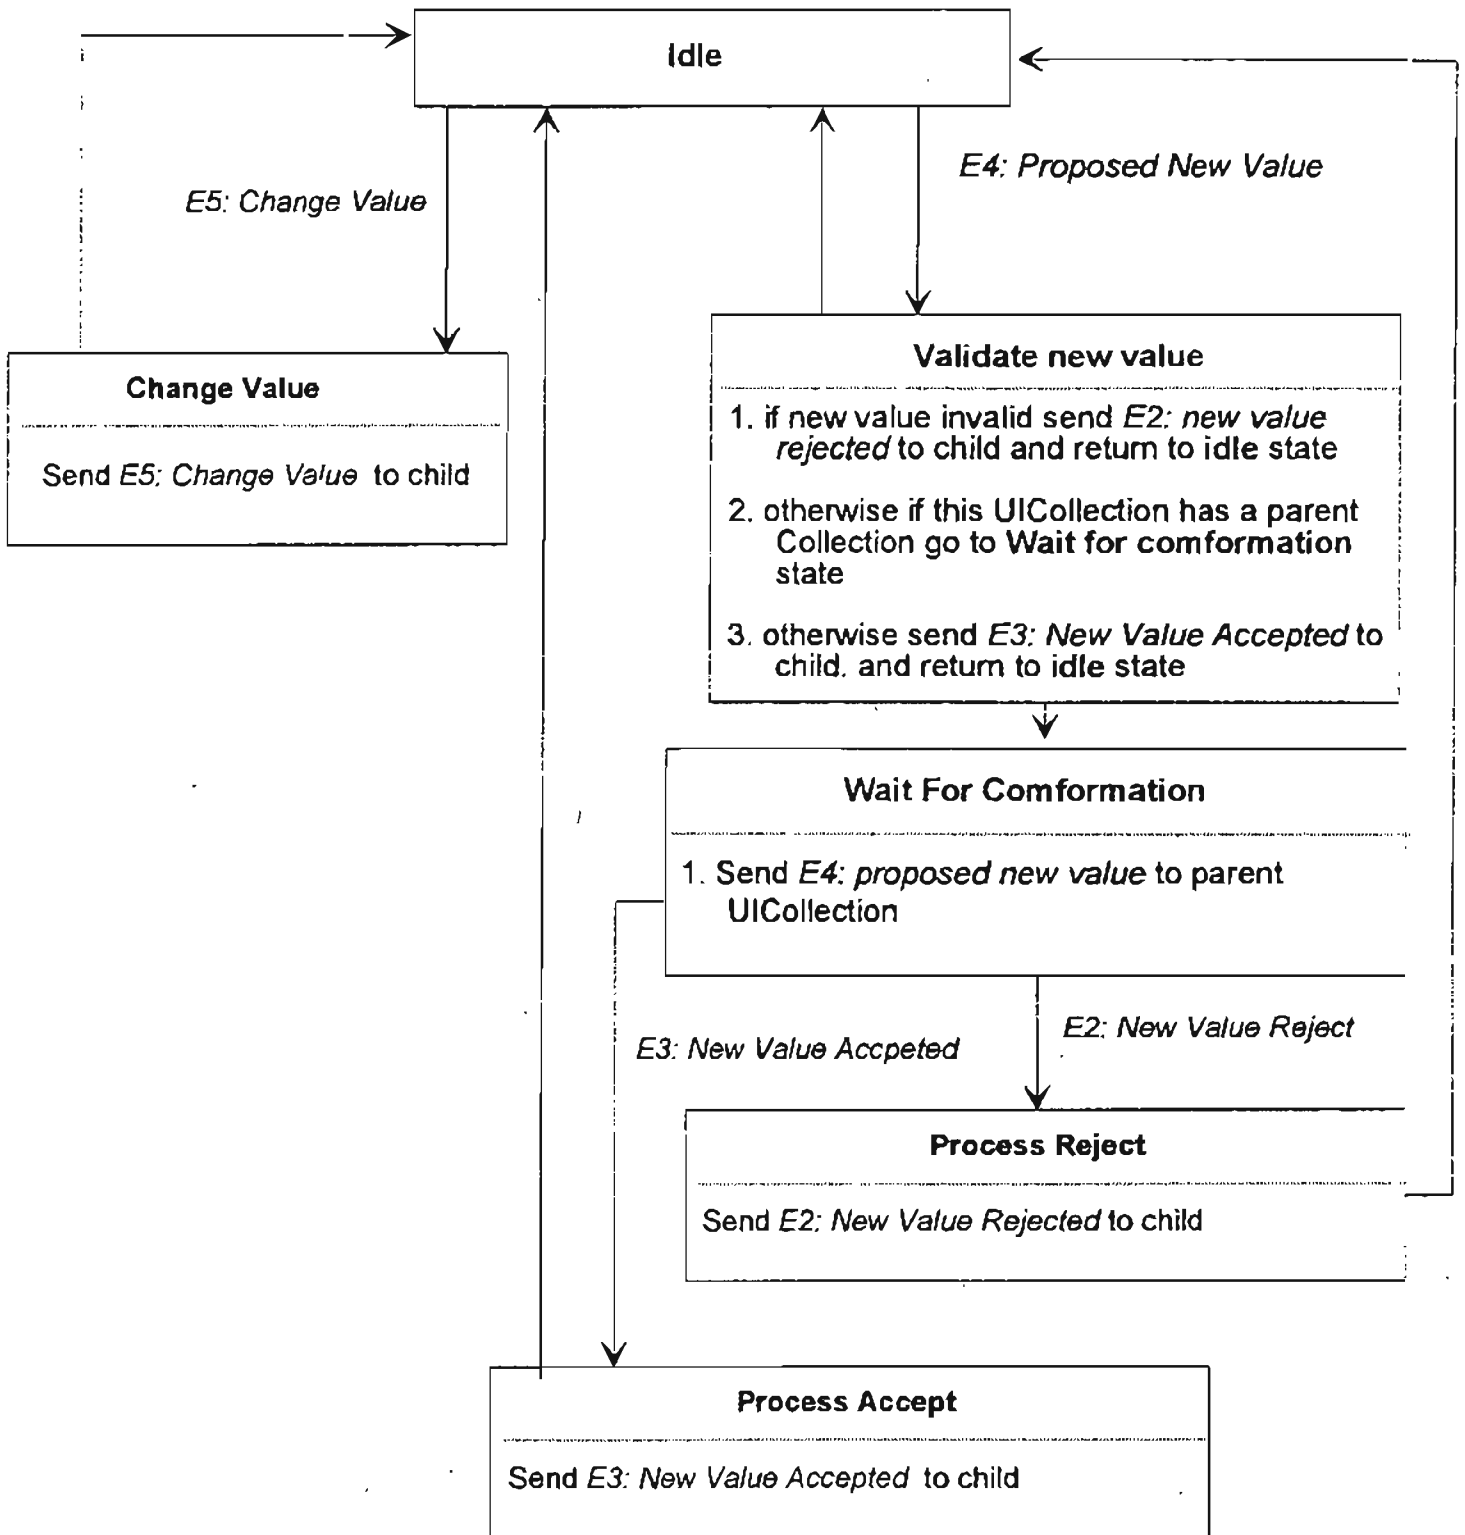 Idle
E4: Proposed New Value
E5: Change Value
Validate new value
Change Value
1. if new value invalid send E2: new value
rejected to child and return to idle state
Send E5: Change Value to child
2. otherwise if this UICollection has a parent
Collection go to Wait for comformation
state
3. otherwise send E3: New Value Accepted to
child. and return to idle state
Wait For Comformation
1. Send E4: proposed new value to parent
UICollection
E2: New Value Reject
E3: New Value Accpeted
Process Reject
Send E2: New Value Rejected to child
Process Accept
Send E3: New Value Accepted to child